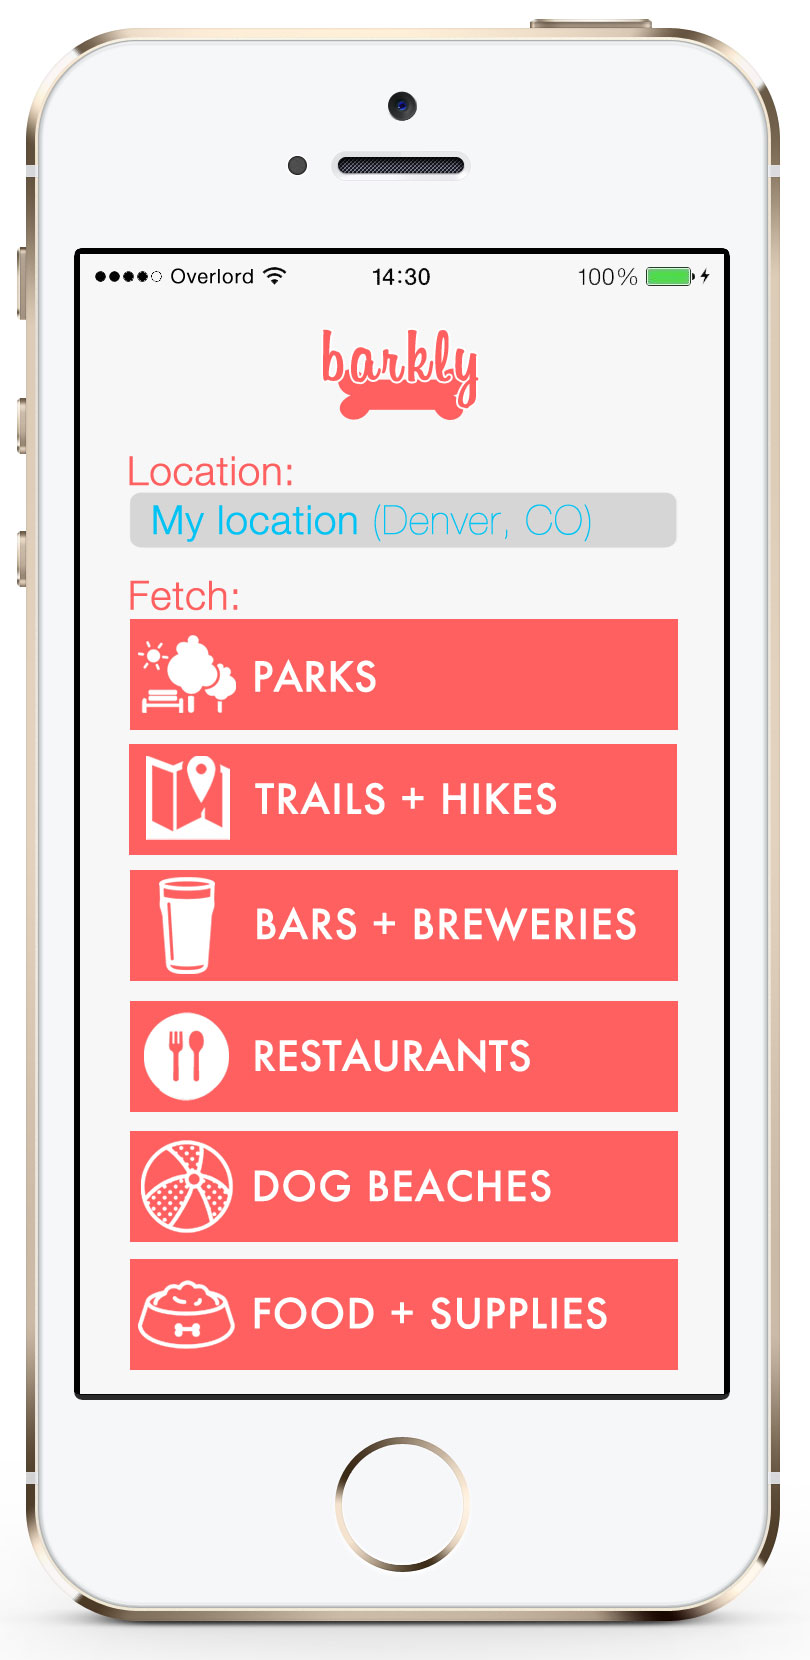 Overlord 14:30 100%
barkly
Location:
My location (Denver, CO)
Fetch:
PARKS
TRAILS + HIKES
BARS + BREWERIES
RESTAURANTS
DOG BEACHES
FOOD + SUPPLIES